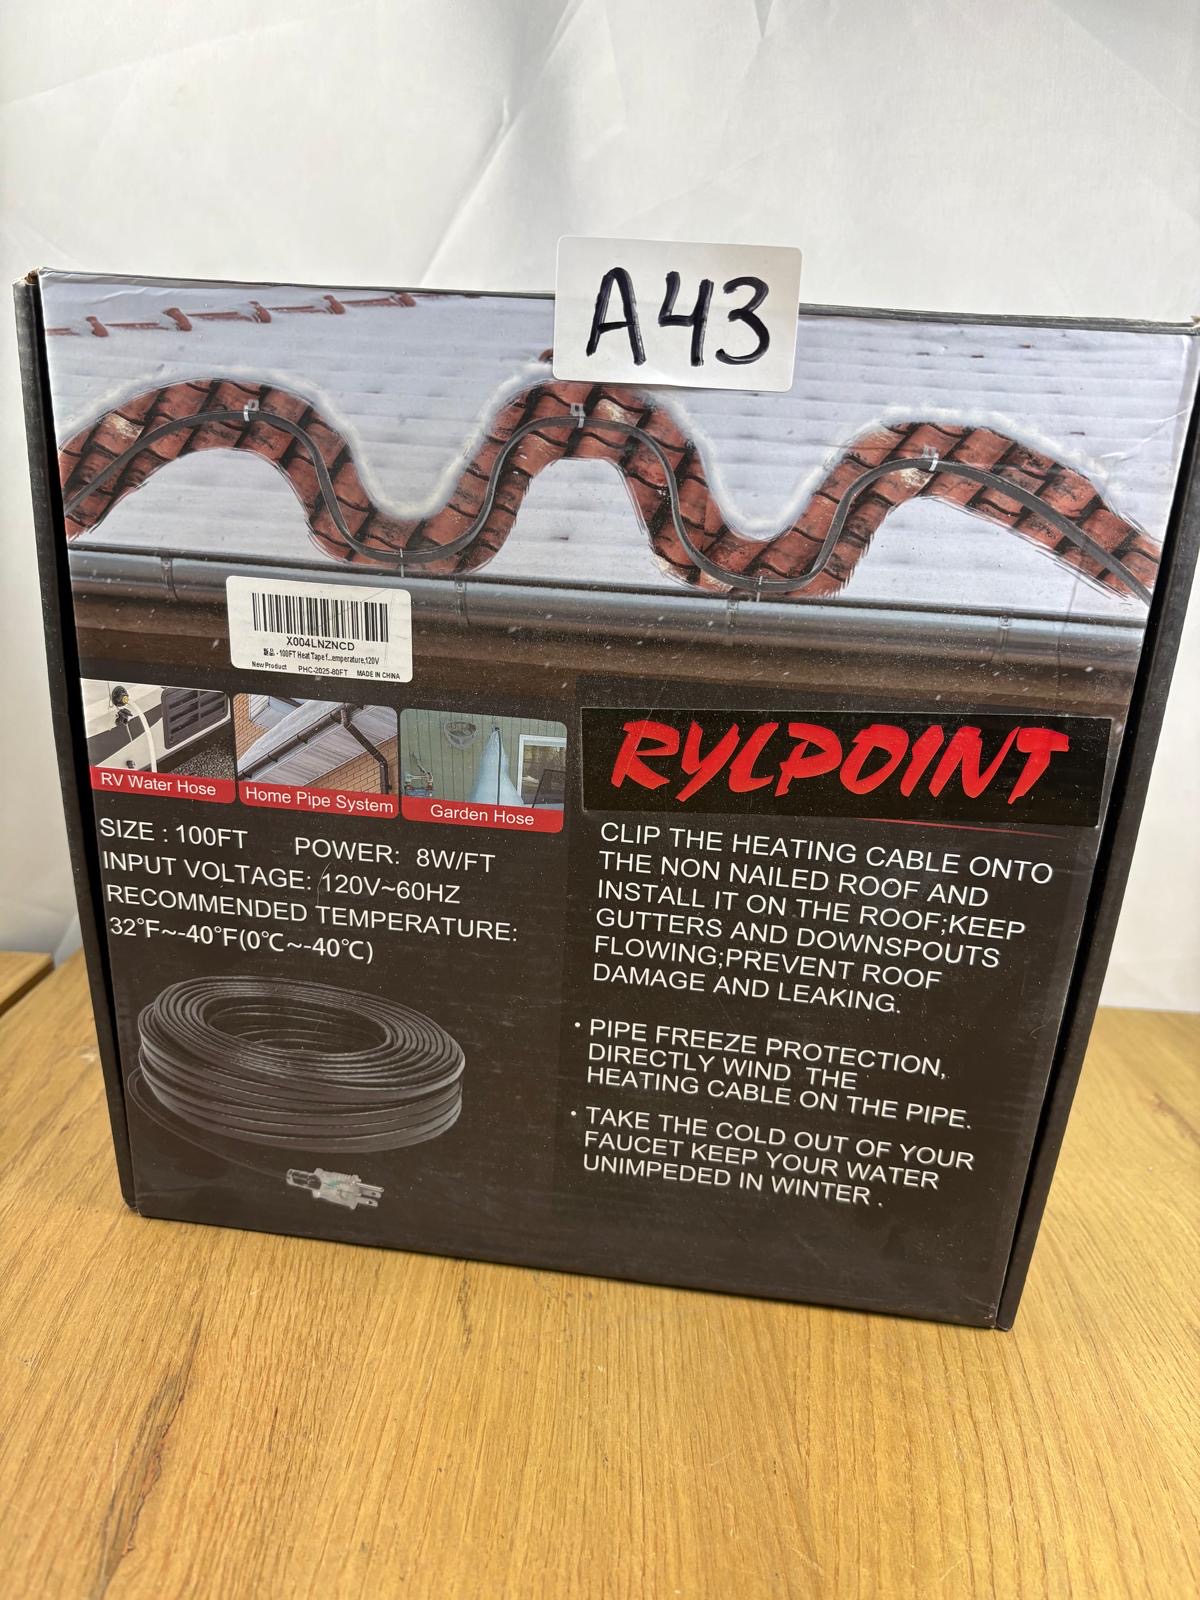 A43
X004LNZNCD
新品 - 100FT Heat Tape f...emperature,120V
New Product PHC-2025-80FT MADE IN CHINA
RV Water Hose
Home Pipe System
Garden Hose
RYLPOINT
SIZE : 100FT POWER: 8W/FT
INPUT VOLTAGE: 120V~60HZ
RECOMMENDED TEMPERATURE:
32°F~-40°F(0℃~-40℃)
CLIP THE HEATING CABLE ONTO
THE NON NAILED ROOF AND
INSTALL IT ON THE ROOF;KEEP
GUTTERS AND DOWNSPOUTS
FLOWING;PREVENT ROOF
DAMAGE AND LEAKING.
• PIPE FREEZE PROTECTION,
DIRECTLY WIND THE
HEATING CABLE ON THE PIPE.
• TAKE THE COLD OUT OF YOUR
FAUCET KEEP YOUR WATER
UNIMPEDED IN WINTER .